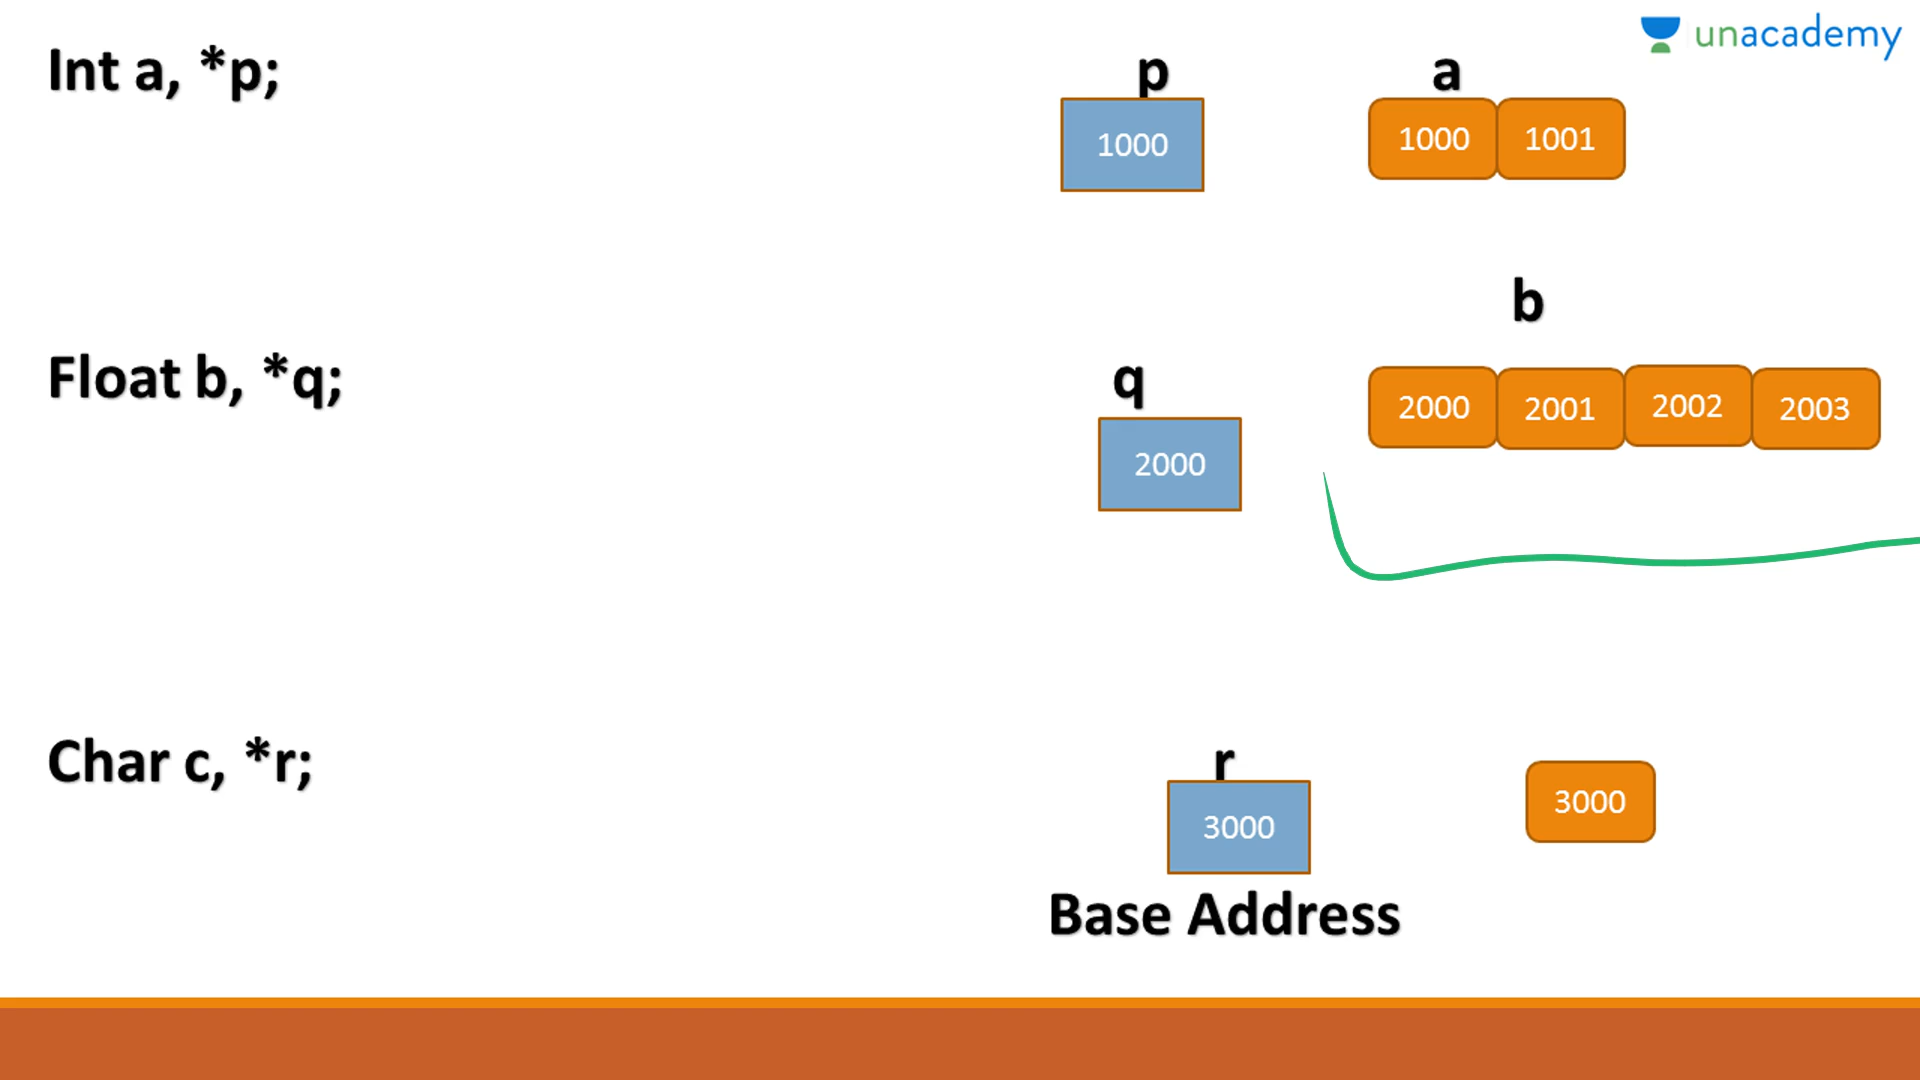 unacademy
Int a, *p;
p
a
1000
1000 1001
b
Float b, *q;
q
2000 2001 2002 2003
2000
Char c, *r;
r
3000
3000
Base Address